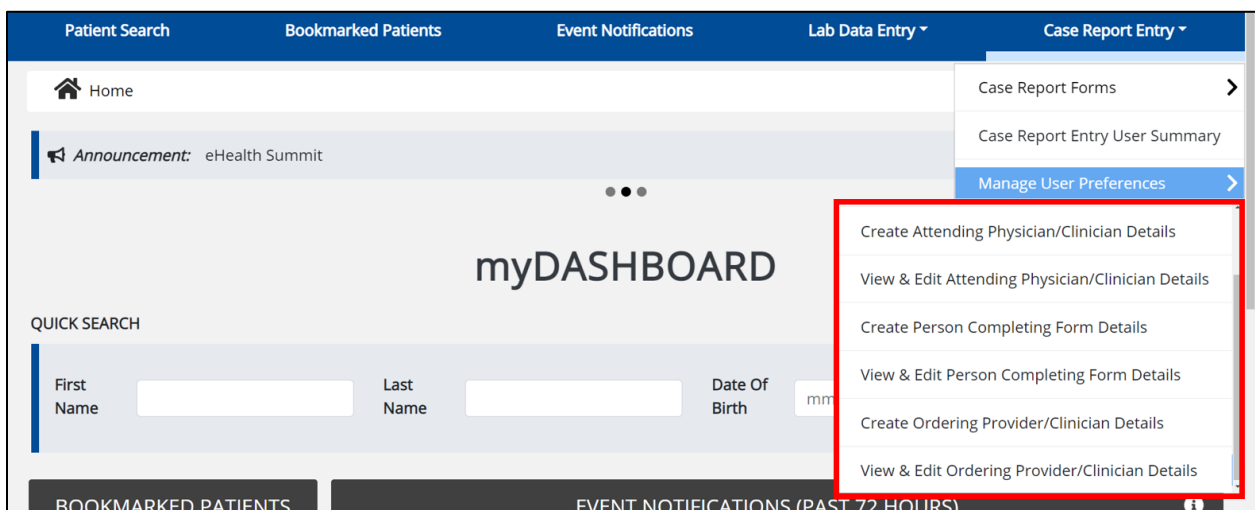 Patient Search Bookmarked Patients Event Notifications Lab Data Entry Case Report Entry
Home
Case Report Forms
Case Report Entry User Summary
Announcement: eHealth Summit
Manage User Preferences
Create Attending Physician/Clinician Details
View & Edit Attending Physician/Clinician Details
Create Person Completing Form Details
View & Edit Person Completing Form Details
Create Ordering Provider/Clinician Details
View & Edit Ordering Provider/Clinician Details
myDASHBOARD
QUICK SEARCH
First
Name
Last
Name
Date Of
Birth
mm
BOOKMARKED PATIENTS
EVENT NOTIFICATIONS (PAST 72 HOURS)